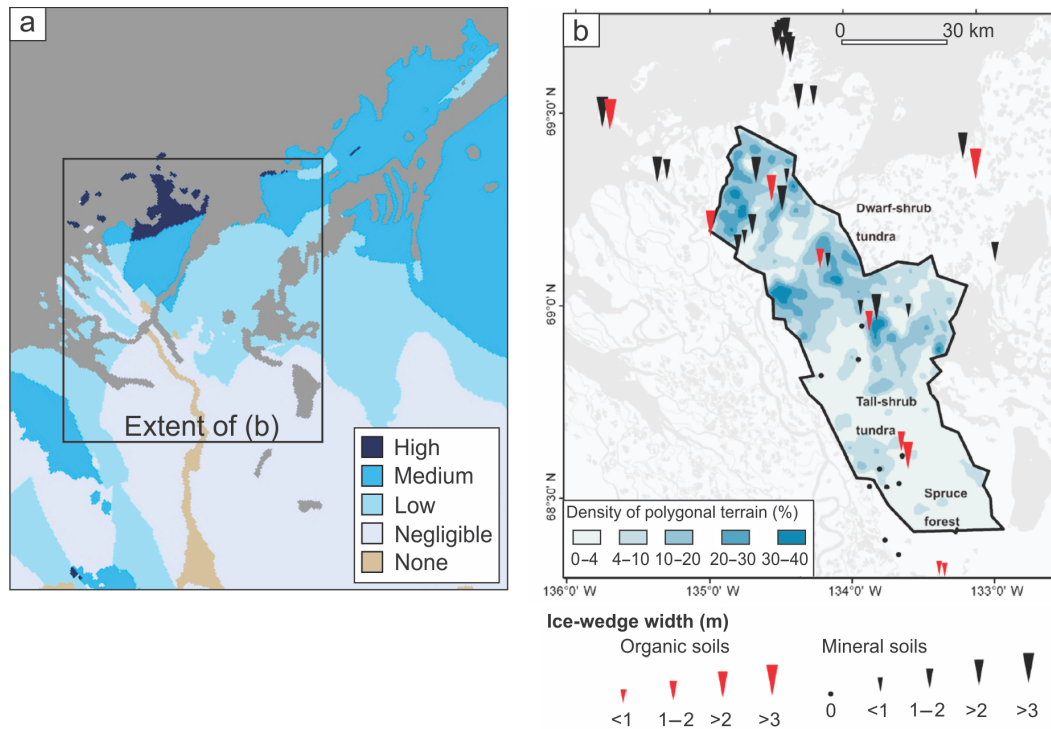 a
Extent of (b)
High
Medium
Low
Negligible
None
b
0 30 km
69°30' N
69°0' N
68°30' N
Dwarf-shrub
tundra
Tall-shrub
tundra
Spruce
forest
Density of polygonal terrain (%)
0–4 4–10 10–20 20–30 30–40
136°0' W 135°0' W 134°0' W 133°0' W
Ice-wedge width (m)
Organic soils Mineral soils
<1 1–2 >2 >3 0 <1 1–2 >2 >3